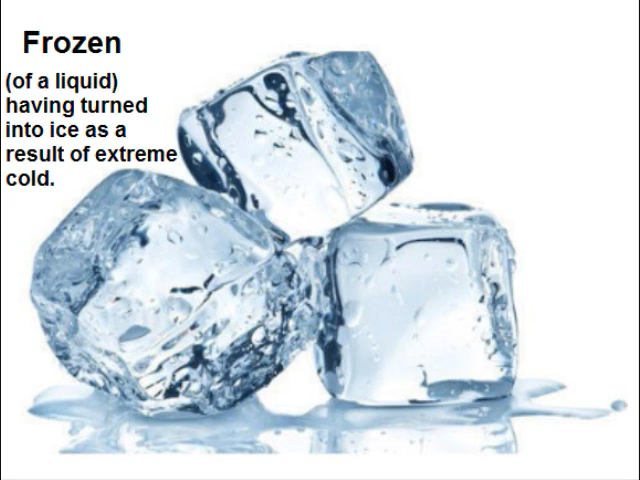 Frozen
(of a liquid)
having turned
into ice as a
result of extreme
cold.